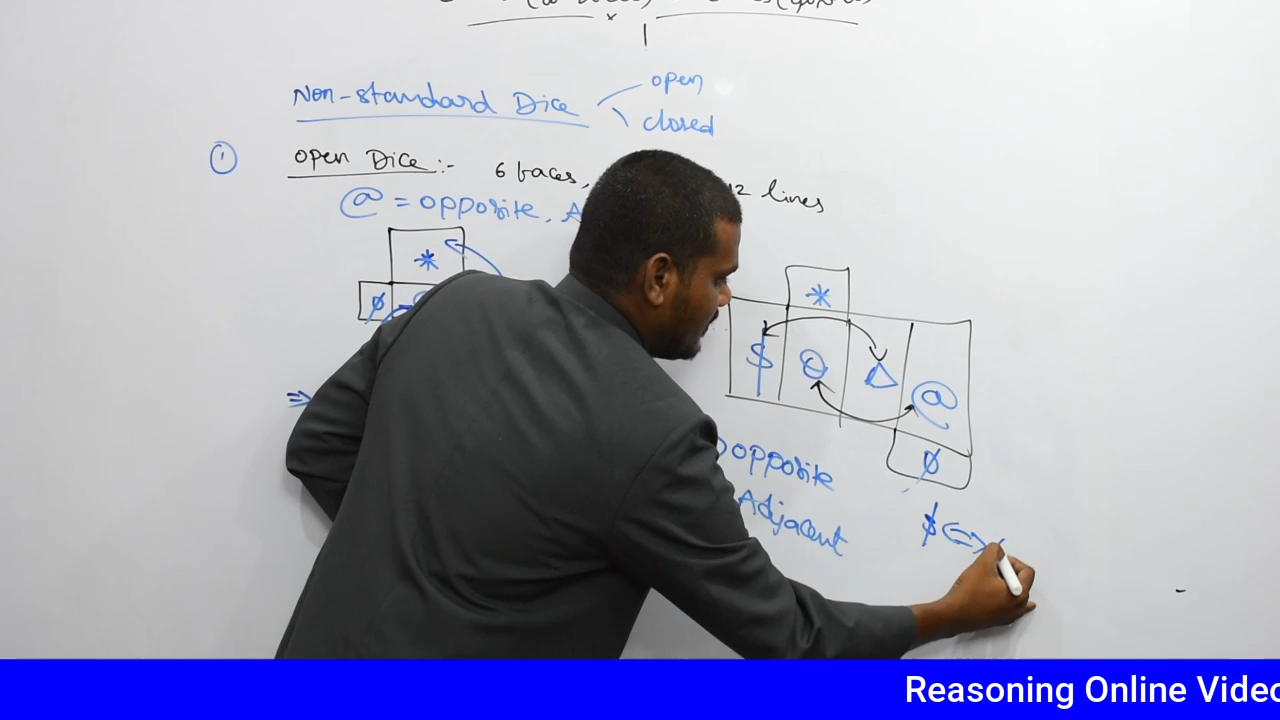 Non-standard Dice
open
closed
① open Dice:- 6 faces, 12 lines
@ = opposite, A
*
ø
⇒
*
$ θ Δ @
ø
opposite
Adjacent
$ ⇔
Reasoning Online Video